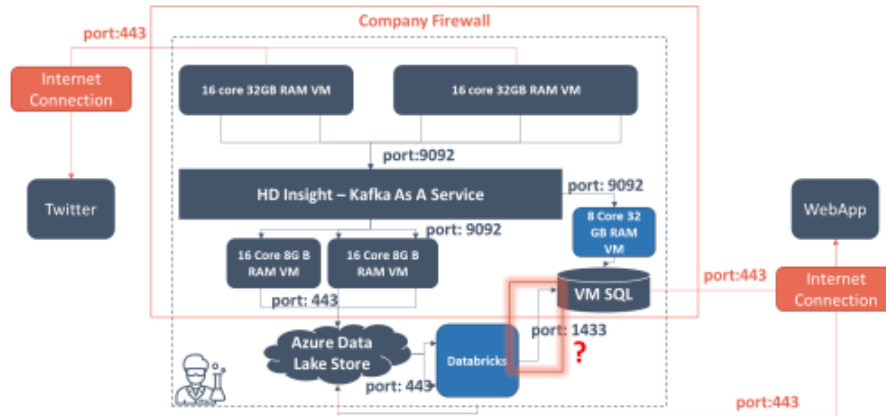 Company Firewall
port:443
Internet
Connection
16 core 32GB RAM VM
16 core 32GB RAM VM
port:9092
HD Insight – Kafka As A Service
port: 9092
Twitter
WebApp
port: 9092
8 Core 32
GB RAM
VM
16 Core 8G B
RAM VM
16 Core 8G B
RAM VM
port: 443
VM SQL
port:443
Internet
Connection
port: 1433
?
Azure Data
Lake Store
Databricks
port: 443
port:443